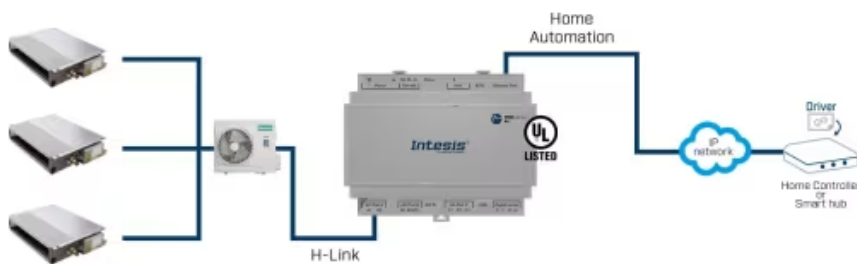 Home
Automation
Driver
Intesis
UL
LISTED
IP
network
Home Controller
or
Smart hub
H-Link